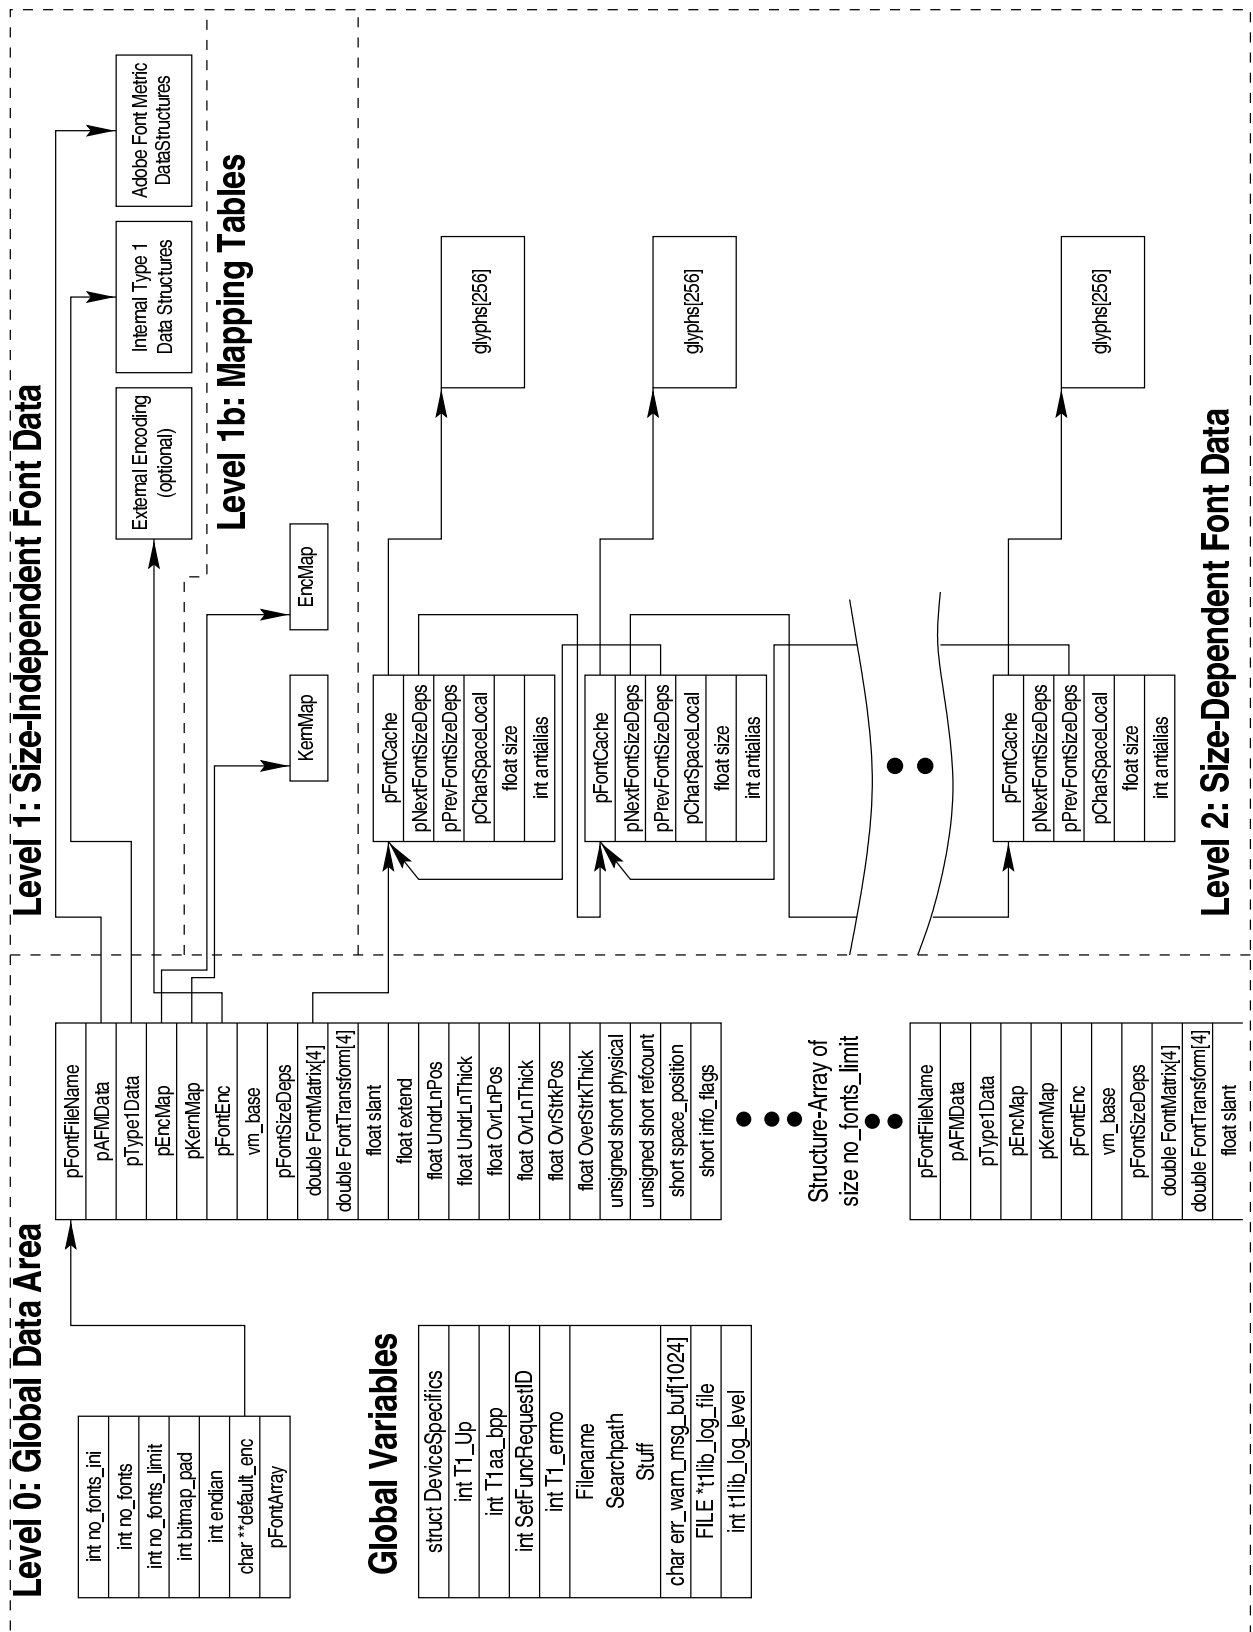 Level 0: Global Data Area
int no_fonts_ini
int no_fonts
int no_fonts_limit
int bitmap_pad
int endian
char **default_enc
pFontArray
Global Variables
struct DeviceSpecifics
int T1_Up
int T1aa_bpp
int SetFuncRequestID
int T1_errno
Filename
Searchpath
Stuff
char err_warn_msg_buf[1024]
FILE *t1lib_log_file
int t1lib_log_level
pFontFileName
pAFMData
pType1Data
pEncMap
pKernMap
pFontEnc
vm_base
pFontSizeDeps
double FontMatrix[4]
double FontTransform[4]
float slant
float extend
float UndrLnPos
float UndrLnThick
float OvrLnPos
float OvrLnThick
float OvrStrkPos
float OverStrkThick
unsigned short physical
unsigned short refcount
short space_position
short info_flags
Structure-Array of
size no_fonts_limit
pFontFileName
pAFMData
pType1Data
pEncMap
pKernMap
pFontEnc
vm_base
pFontSizeDeps
double FontMatrix[4]
double FontTransform[4]
float slant
Level 1: Size-Independent Font Data
External Encoding
(optional)
Internal Type 1
Data Structures
Adobe Font Metric
DataStructures
Level 1b: Mapping Tables
KernMap
EncMap
pFontCache
pNextFontSizeDeps
pPrevFontSizeDeps
pCharSpaceLocal
float size
int antialias
glyphs[256]
pFontCache
pNextFontSizeDeps
pPrevFontSizeDeps
pCharSpaceLocal
float size
int antialias
glyphs[256]
pFontCache
pNextFontSizeDeps
pPrevFontSizeDeps
pCharSpaceLocal
float size
int antialias
glyphs[256]
Level 2: Size-Dependent Font Data